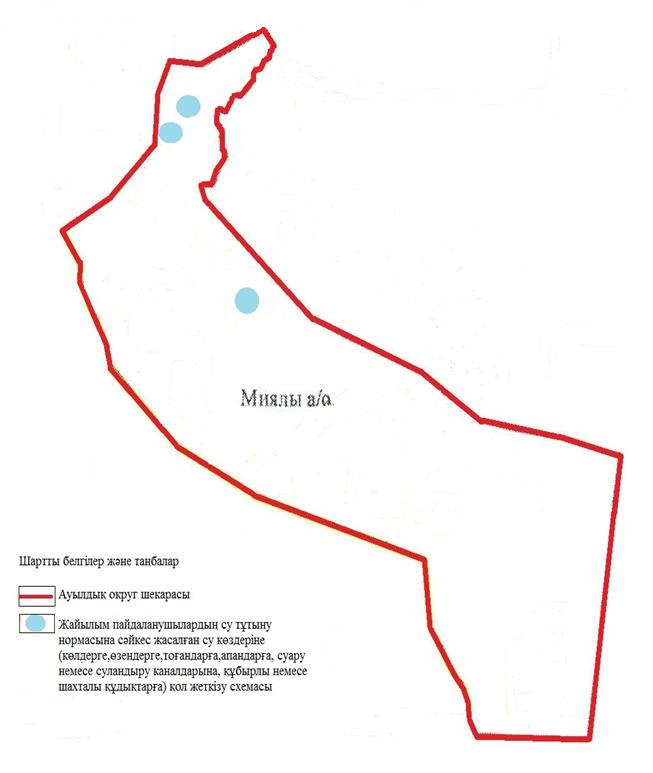 Миялы а/о
Шартты белгілер және таңбалар
Ауылдық округ шекарасы
Жайылым пайдаланушылардың су тұтыну
нормасына сәйкес жасалған су көздеріне
(көлдерге,өзендерге,тоғандарға,апандарға, суару
немесе суландыру каналдарына, құбырлы немесе
шахталы құдықтарға) қол жеткізу схемасы